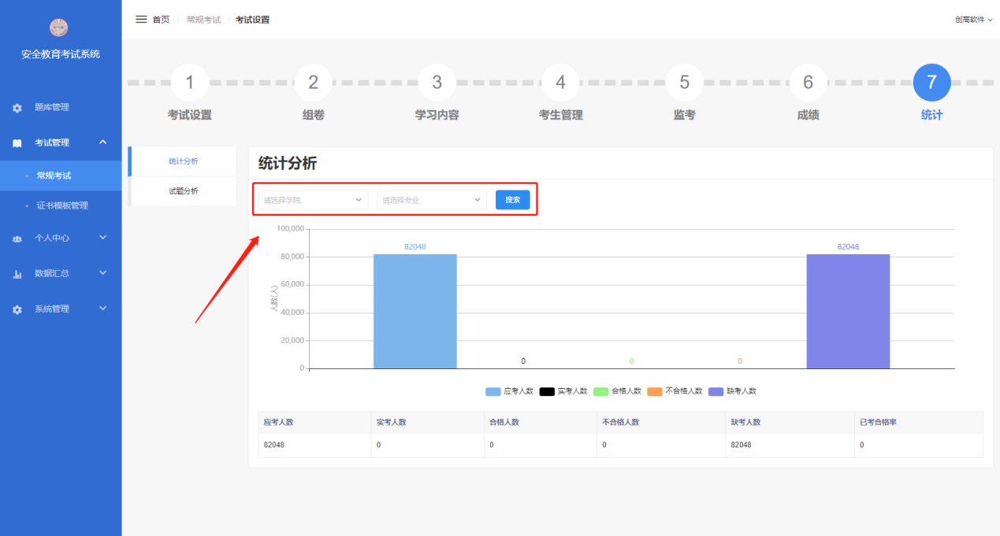 首页 / 常规考试 / 考试设置
创高软件
安全教育考试系统
题库管理
考试管理
常规考试
证书模板管理
个人中心
数据汇总
系统管理
1 2 3 4 5 6 7
考试设置 组卷 学习内容 考生管理 监考 成绩 统计
统计分析
试题分析
统计分析
请选择学院 请选择专业 搜索
100,000
80,000
60,000
40,000
20,000
0
人数(人)
82048 0 0 0 82048
应考人数 实考人数 合格人数 不合格人数 缺考人数
应考人数 实考人数 合格人数 不合格人数 缺考人数 已考合格率
82048 0 0 0 82048 0